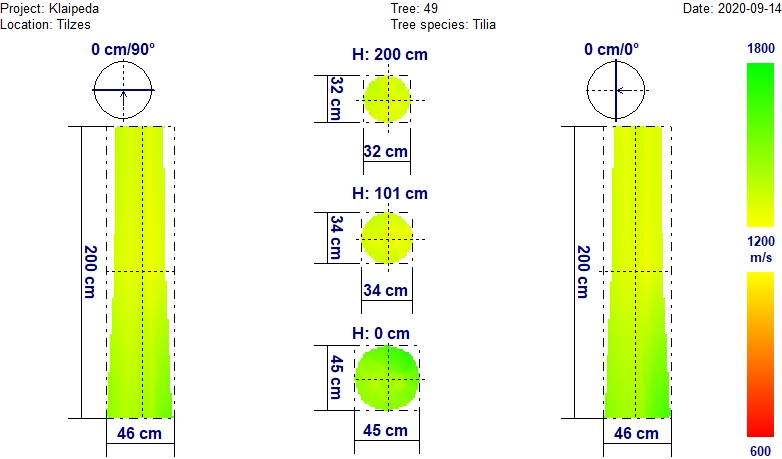 Project: Klaipeda
Tree: 49
Date: 2020-09-14
Location: Tilzes
Tree species: Tilia
0 cm/90°
H: 200 cm
0 cm/0°
1800
32 cm
32 cm
H: 101 cm
34 cm
34 cm
200 cm
200 cm
1200
m/s
H: 0 cm
45 cm
45 cm
46 cm
46 cm
600